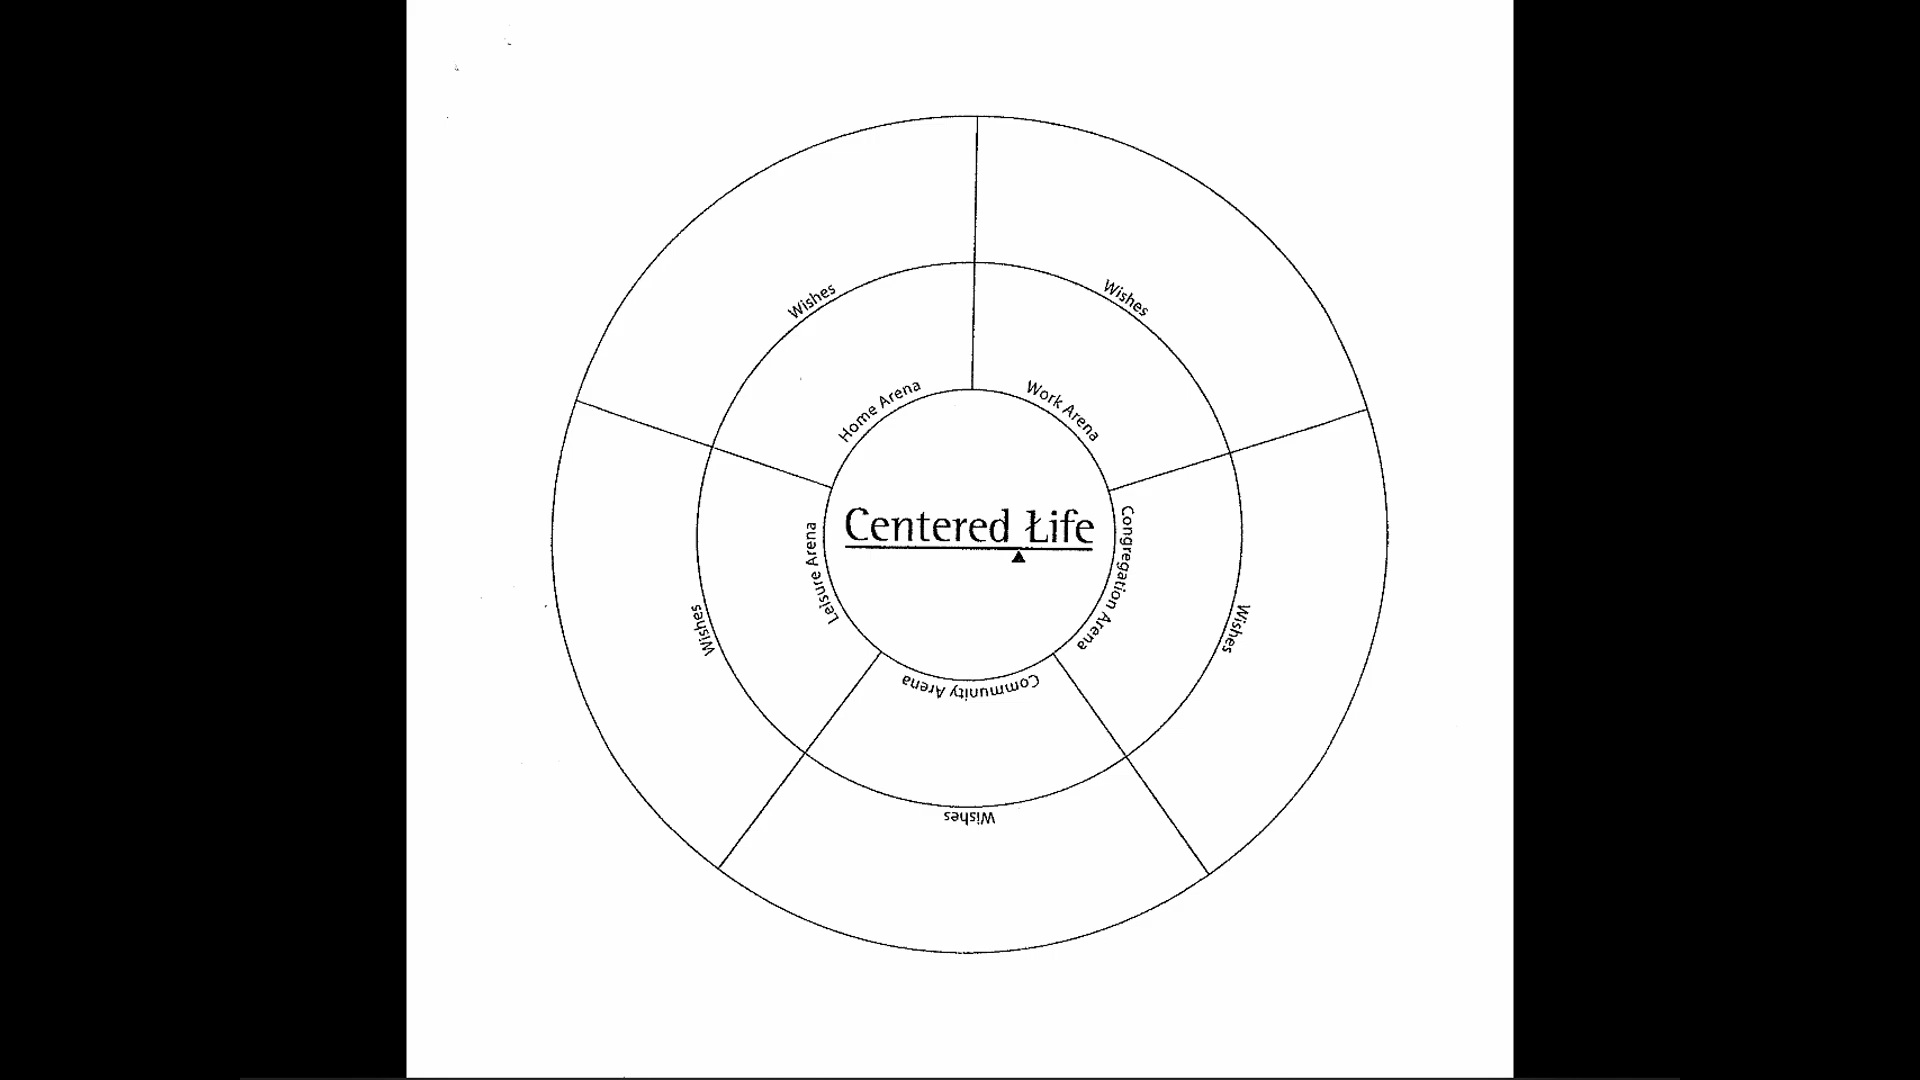 Wishes
Wishes
Home Arena
Work Arena
Centered Life
Leisure Arena
Congregation Arena
Wishes
Wishes
Community Arena
Wishes